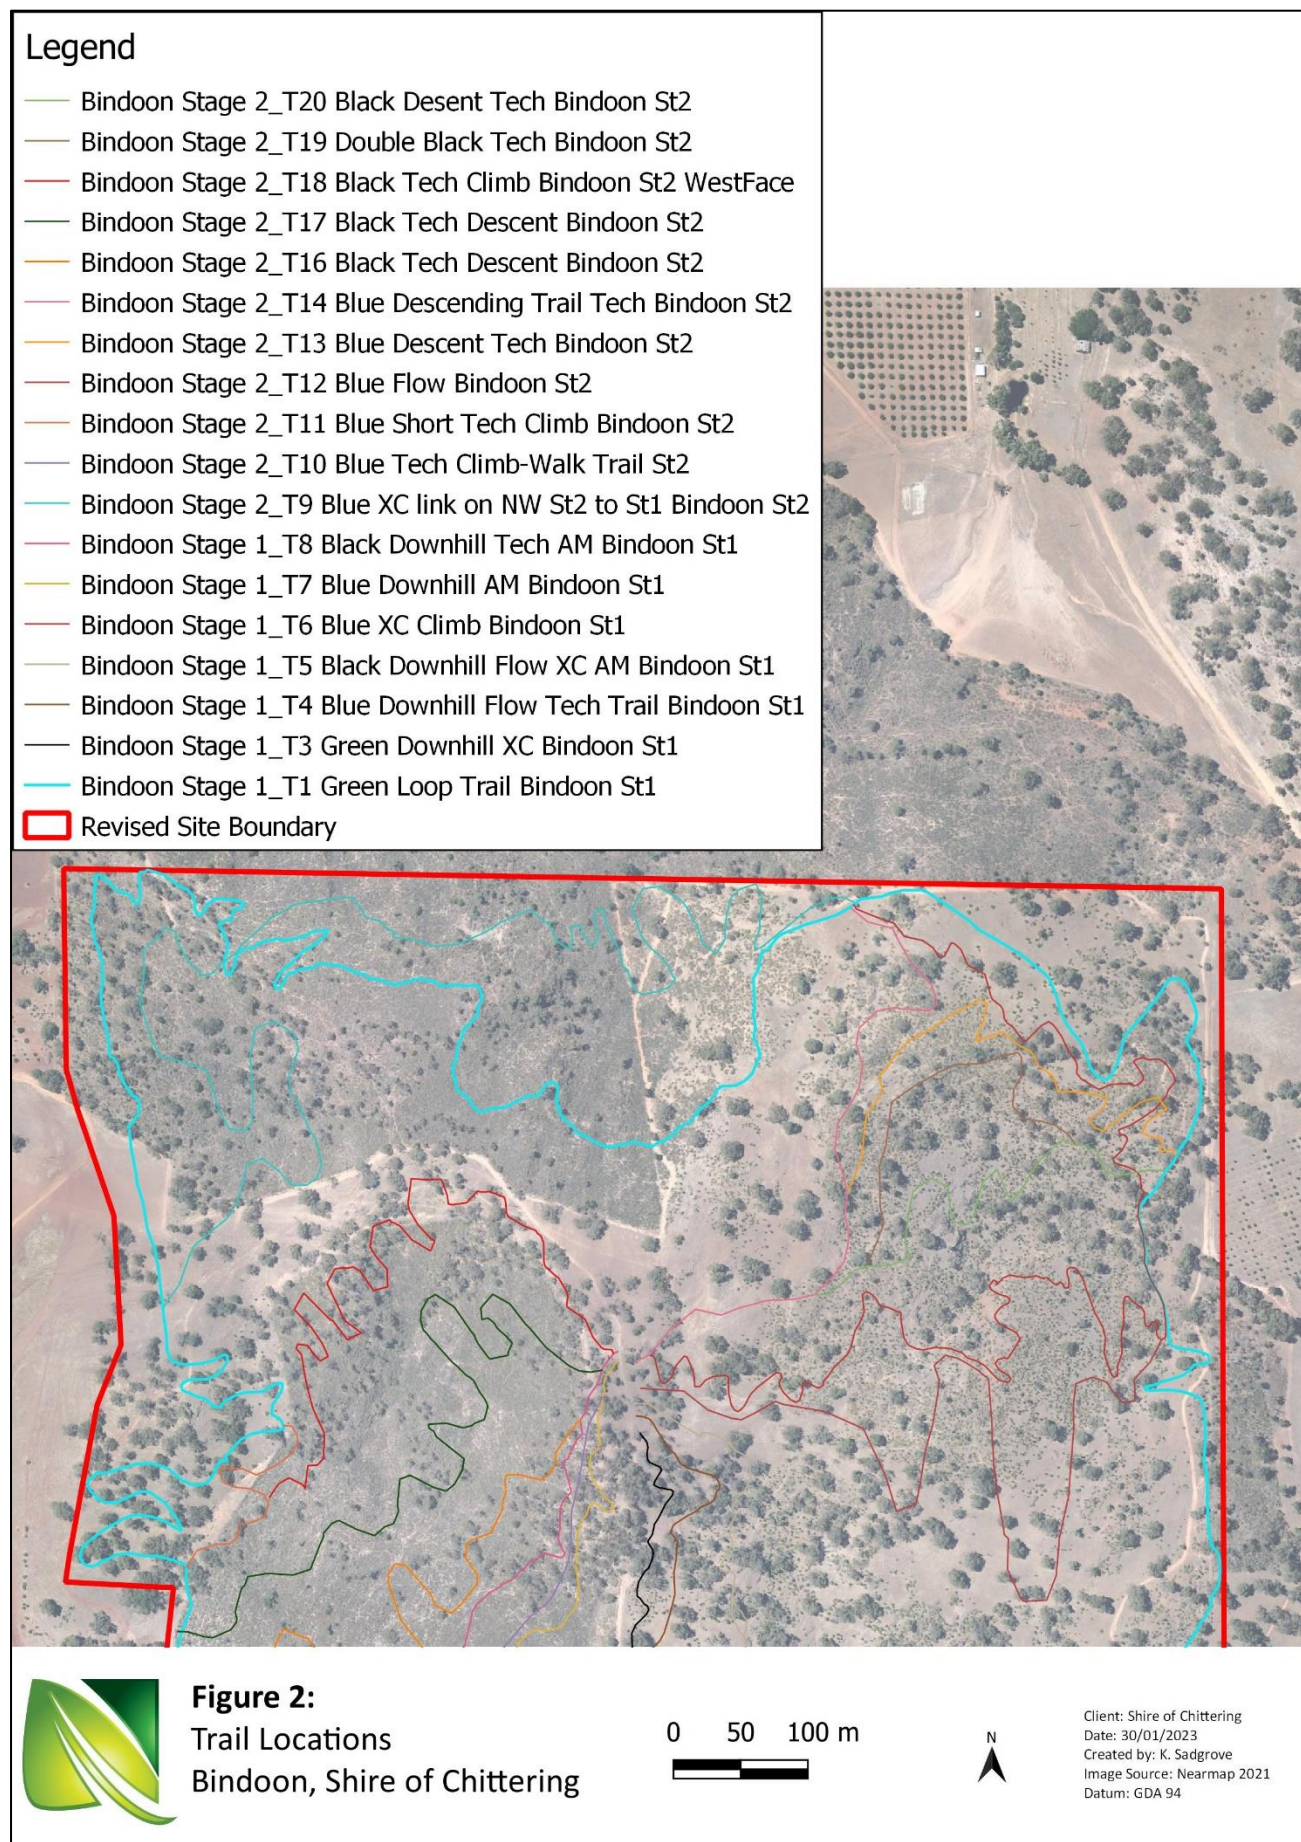 Legend
Bindoon Stage 2_T20 Black Desent Tech Bindoon St2
Bindoon Stage 2_T19 Double Black Tech Bindoon St2
Bindoon Stage 2_T18 Black Tech Climb Bindoon St2 WestFace
Bindoon Stage 2_T17 Black Tech Descent Bindoon St2
Bindoon Stage 2_T16 Black Tech Descent Bindoon St2
Bindoon Stage 2_T14 Blue Descending Trail Tech Bindoon St2
Bindoon Stage 2_T13 Blue Descent Tech Bindoon St2
Bindoon Stage 2_T12 Blue Flow Bindoon St2
Bindoon Stage 2_T11 Blue Short Tech Climb Bindoon St2
Bindoon Stage 2_T10 Blue Tech Climb-Walk Trail St2
Bindoon Stage 2_T9 Blue XC link on NW St2 to St1 Bindoon St2
Bindoon Stage 1_T8 Black Downhill Tech AM Bindoon St1
Bindoon Stage 1_T7 Blue Downhill AM Bindoon St1
Bindoon Stage 1_T6 Blue XC Climb Bindoon St1
Bindoon Stage 1_T5 Black Downhill Flow XC AM Bindoon St1
Bindoon Stage 1_T4 Blue Downhill Flow Tech Trail Bindoon St1
Bindoon Stage 1_T3 Green Downhill XC Bindoon St1
Bindoon Stage 1_T1 Green Loop Trail Bindoon St1
Revised Site Boundary
Figure 2:
Trail Locations
Bindoon, Shire of Chittering
0 50 100 m
N
Client: Shire of Chittering
Date: 30/01/2023
Created by: K. Sadgrove
Image Source: Nearmap 2021
Datum: GDA 94